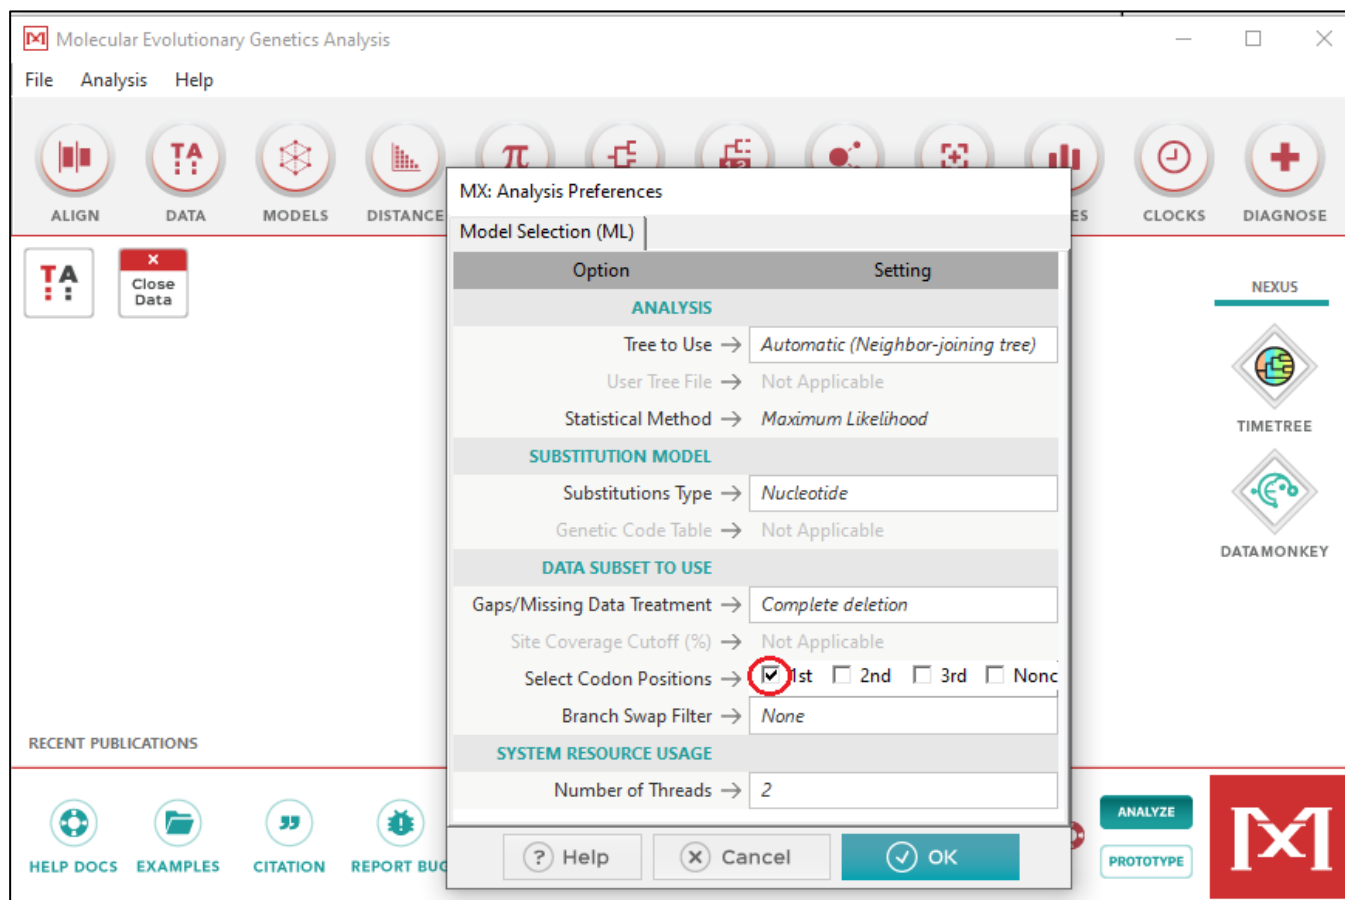 Molecular Evolutionary Genetics Analysis
File Analysis Help
ALIGN DATA MODELS DISTANCE ES CLOCKS DIAGNOSE
MX: Analysis Preferences
Model Selection (ML)
Option Setting
TA
Close
Data
NEXUS
ANALYSIS
Tree to Use → Automatic (Neighbor-joining tree)
User Tree File → Not Applicable
Statistical Method → Maximum Likelihood
TIMETREE
SUBSTITUTION MODEL
Substitutions Type → Nucleotide
Genetic Code Table → Not Applicable
DATAMONKEY
DATA SUBSET TO USE
Gaps/Missing Data Treatment → Complete deletion
Site Coverage Cutoff (%) → Not Applicable
Select Codon Positions → 1st 2nd 3rd Nonc
Branch Swap Filter → None
RECENT PUBLICATIONS
SYSTEM RESOURCE USAGE
Number of Threads → 2
HELP DOCS EXAMPLES CITATION REPORT BUG
? Help Cancel OK
ANALYZE
PROTOTYPE